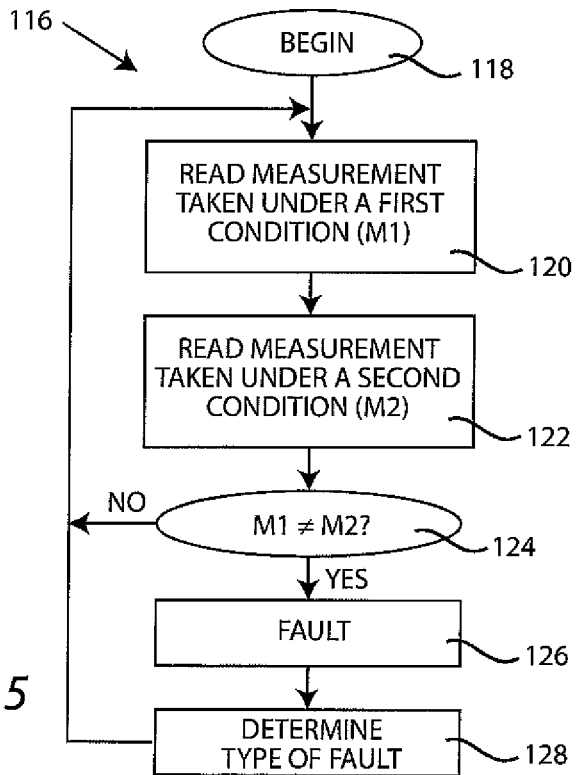 116
BEGIN
118
READ MEASUREMENT
TAKEN UNDER A FIRST
CONDITION (M1)
120
READ MEASUREMENT
TAKEN UNDER A SECOND
CONDITION (M2)
122
NO
M1 ≠ M2?
124
YES
FAULT
126
5
DETERMINE
TYPE OF FAULT
128